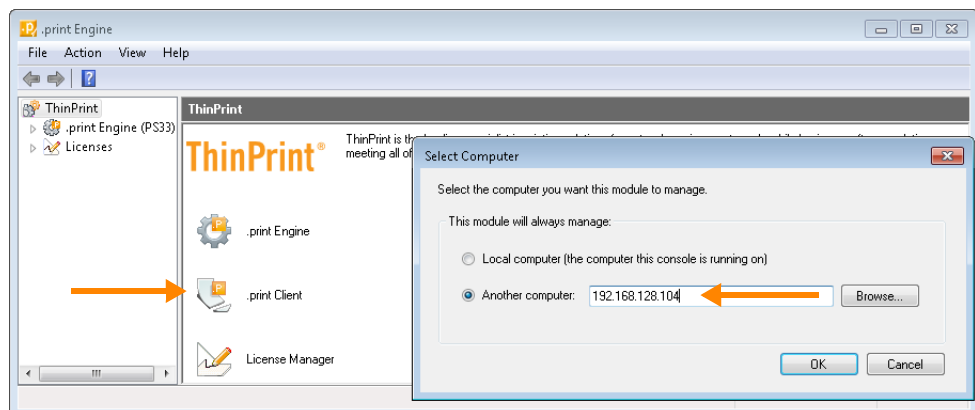 .print Engine
File Action View Help
ThinPrint
.print Engine (PS33)
Licenses
ThinPrint
ThinPrint®
ThinPrint is the
meeting all of
.print Engine
.print Client
License Manager
Select Computer
Select the computer you want this module to manage.
This module will always manage:
Local computer (the computer this console is running on)
Another computer: 192.168.128.104 Browse...
OK Cancel